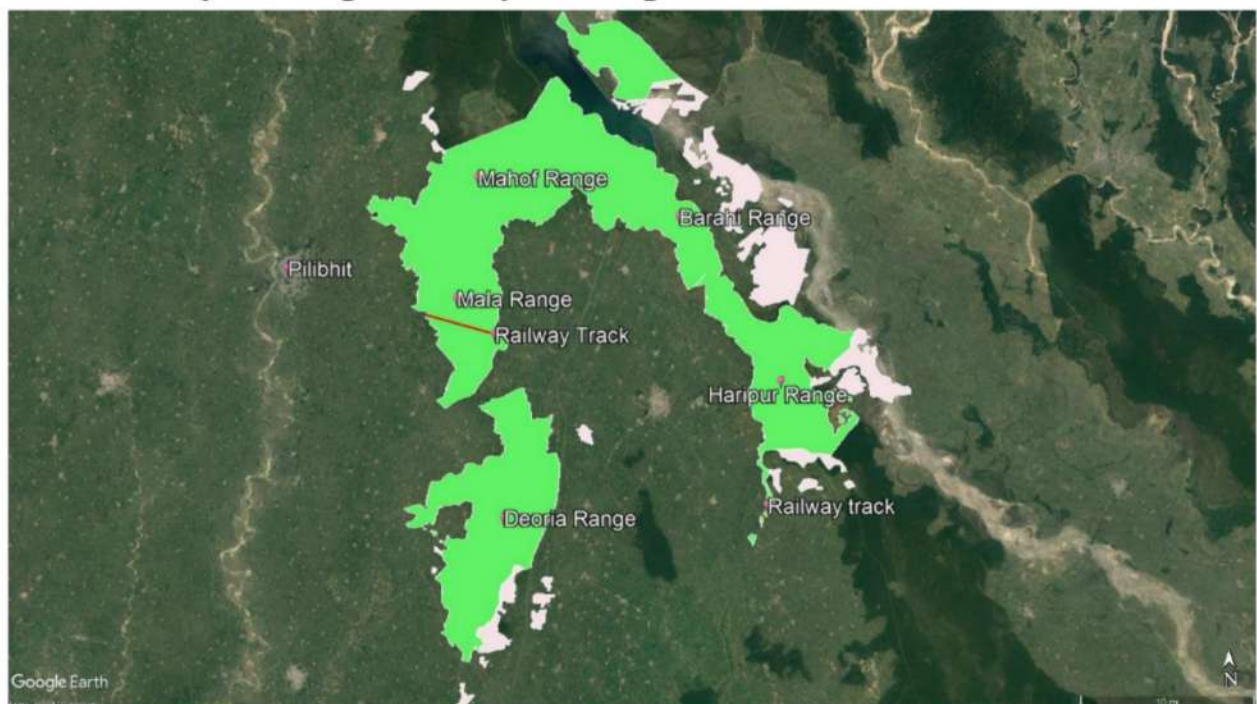 Mahof Range
Barahi Range
Pilibhit
Mala Range
Railway Track
Haripur Range
Railway track
Deoria Range
Google Earth
N